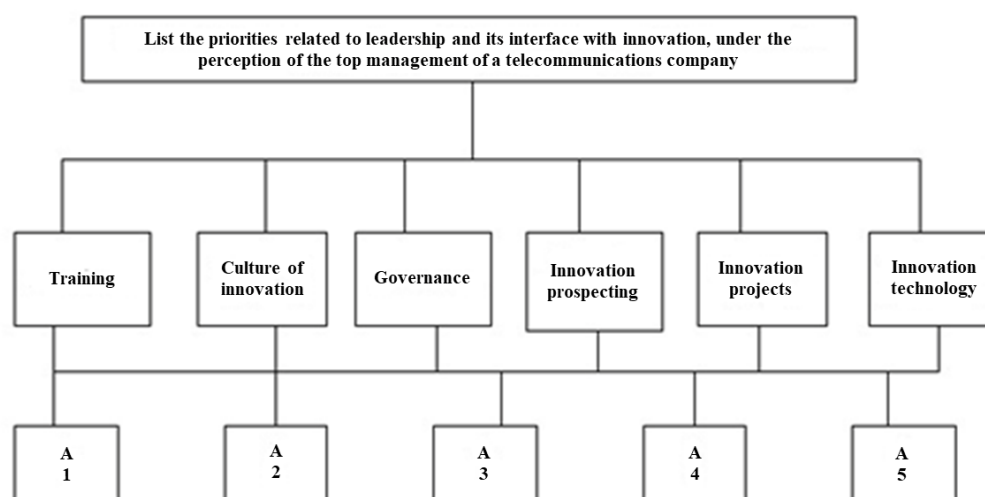 List the priorities related to leadership and its interface with innovation, under the
perception of the top management of a telecommunications company
Training
Culture of
innovation
Governance
Innovation
prospecting
Innovation
projects
Innovation
technology
A
1
A
2
A
3
A
4
A
5